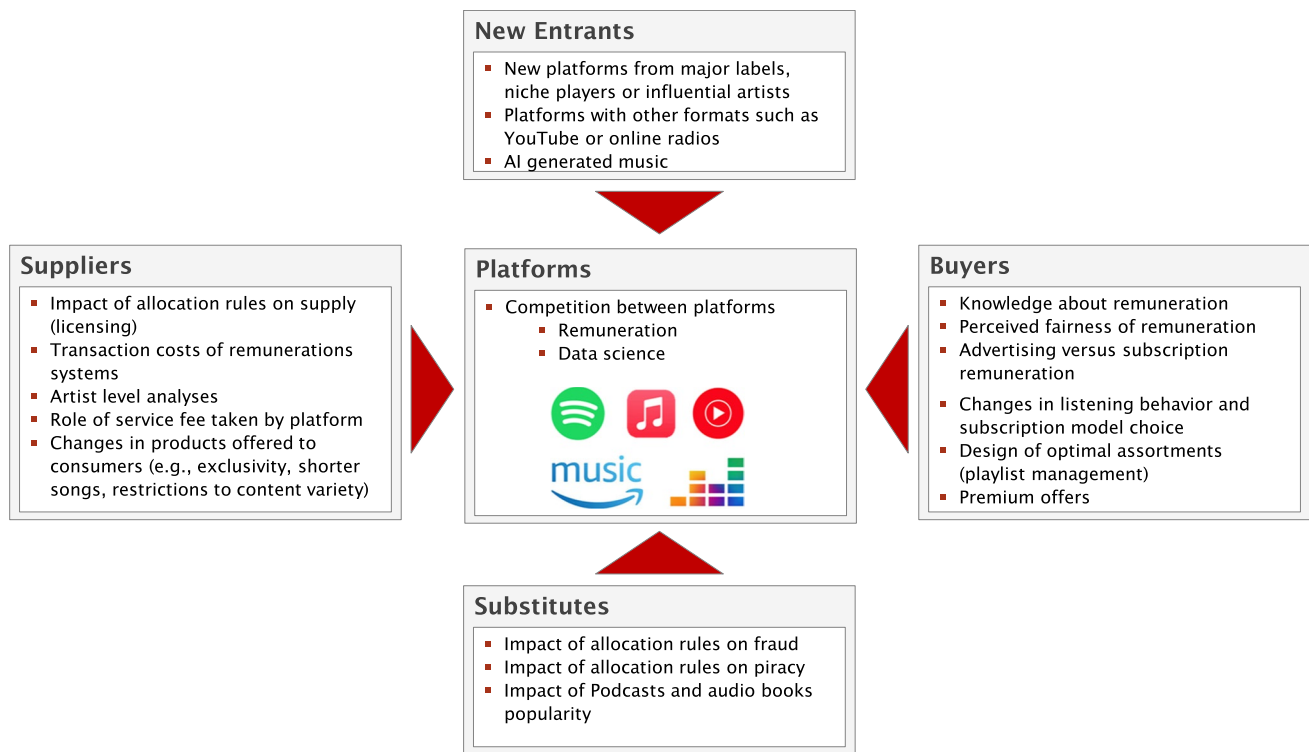 New Entrants
New platforms from major labels,
niche players or influential artists
Platforms with other formats such as
YouTube or online radios
AI generated music
Suppliers
Impact of allocation rules on supply
(licensing)
Transaction costs of remunerations
systems
Artist level analyses
Role of service fee taken by platform
Changes in products offered to
consumers (e.g., exclusivity, shorter
songs, restrictions to content variety)
Platforms
Competition between platforms
Remuneration
Data science
music
Buyers
Knowledge about remuneration
Perceived fairness of remuneration
Advertising versus subscription
remuneration
Changes in listening behavior and
subscription model choice
Design of optimal assortments
(playlist management)
Premium offers
Substitutes
Impact of allocation rules on fraud
Impact of allocation rules on piracy
Impact of Podcasts and audio books
popularity